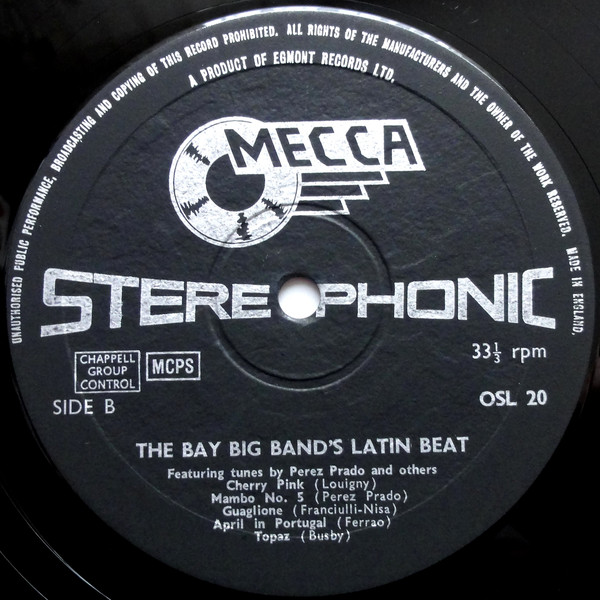 UNAUTHORISED PUBLIC PERFORMANCE, BROADCASTING AND COPYING OF THIS RECORD PROHIBITED. ALL RIGHTS OF THE MANUFACTURERS AND THE OWNER OF THE WORK RESERVED. MADE IN ENGLAND.
A PRODUCT OF EGMONT RECORDS LTD.
MECCA
STERE PHONIC
33⅓ rpm
CHAPPELL
GROUP
CONTROL
MCPS
SIDE B
OSL 20
THE BAY BIG BAND'S LATIN BEAT
Featuring tunes by Perez Prado and others
Cherry Pink (Louigny)
Mambo No. 5 (Perez Prado)
Guaglione (Franciulli-Nisa)
April in Portugal (Ferrao)
Topaz (Busby)